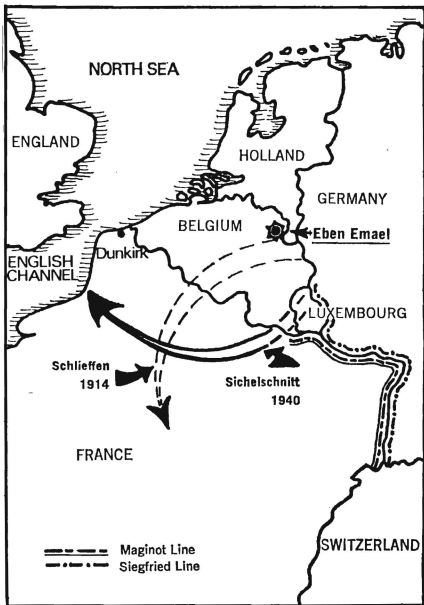 NORTH SEA
ENGLAND
HOLLAND
GERMANY
BELGIUM
Eben Emael
Dunkirk
ENGLISH
CHANNEL
LUXEMBOURG
Schlieffen
1914
Sichelschnitt
1940
FRANCE
SWITZERLAND
Maginot Line
Siegfried Line